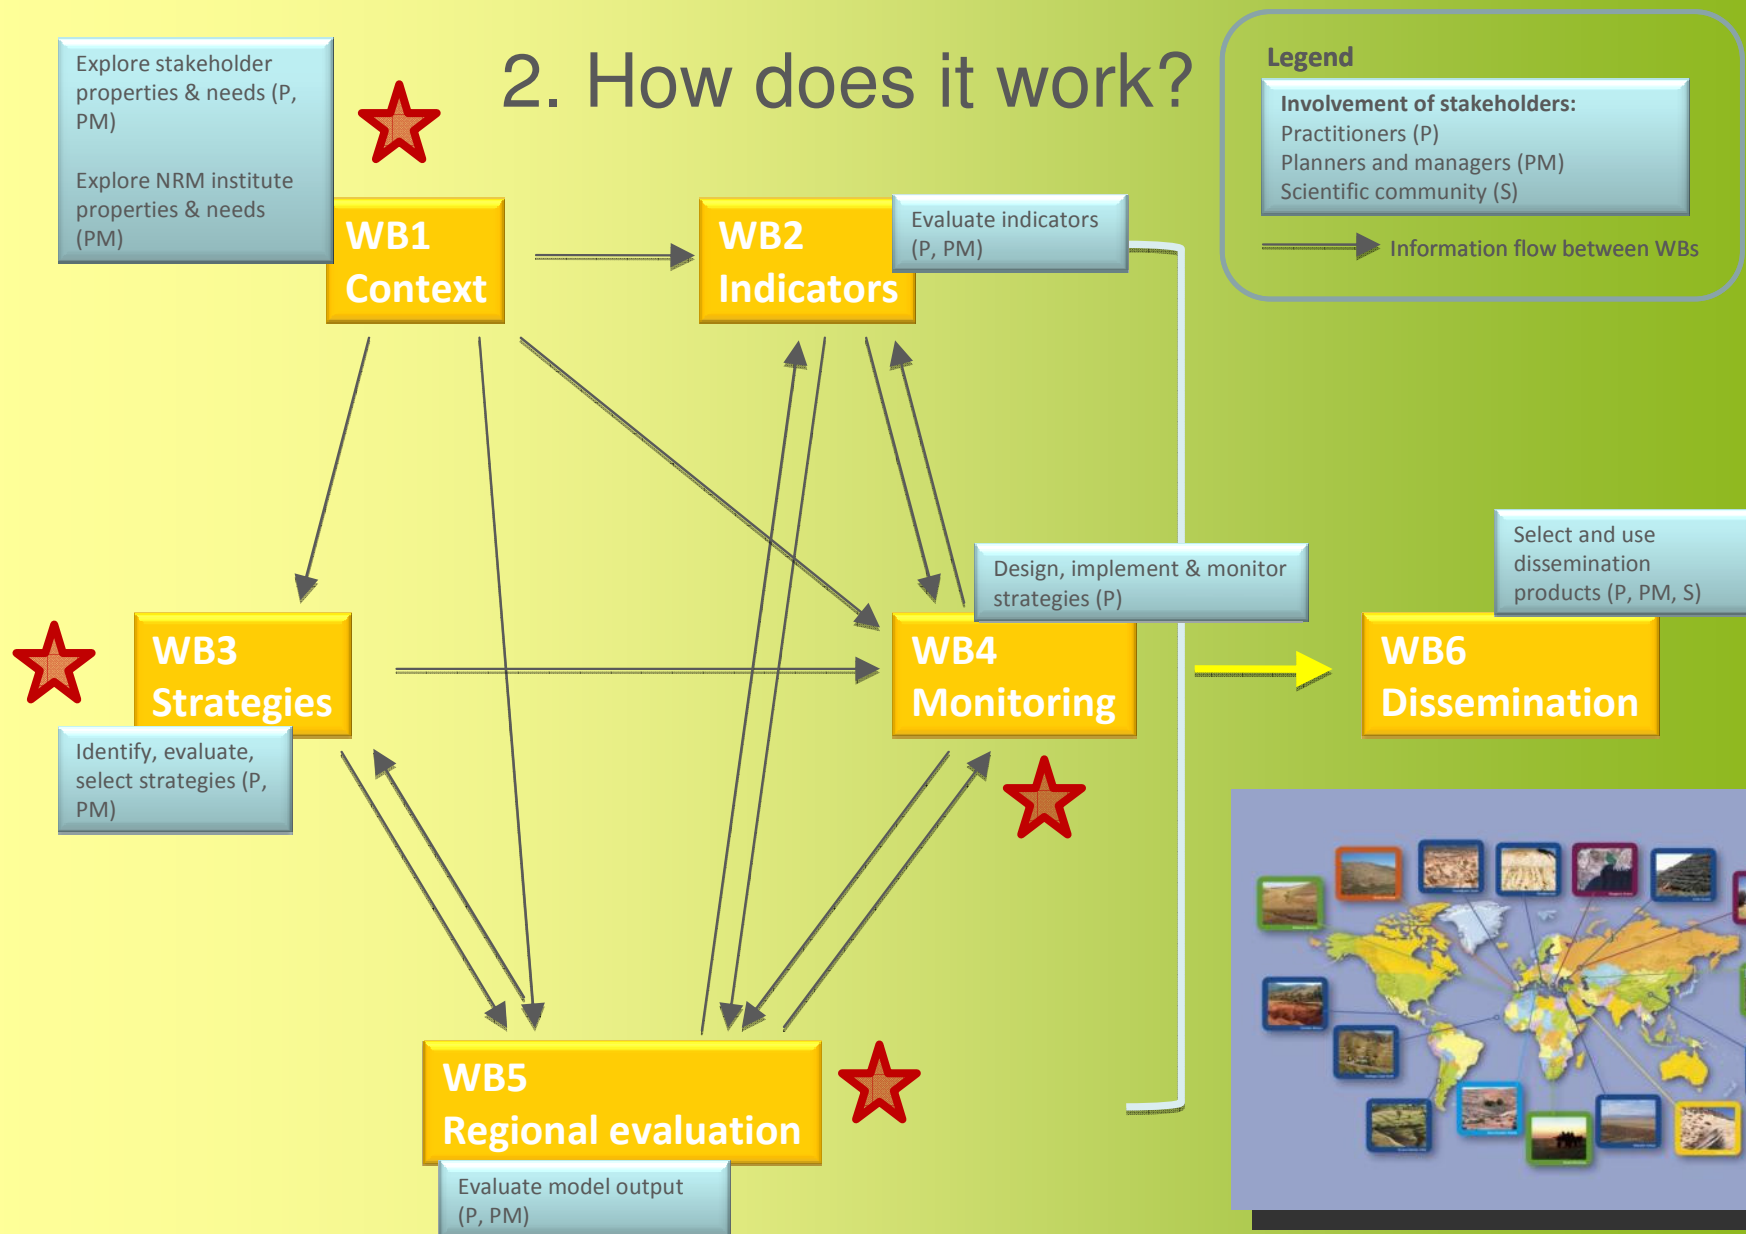 2. How does it work?
Explore stakeholder
properties & needs (P,
PM)
Explore NRM institute
properties & needs
(PM)
Legend
Involvement of stakeholders:
Practitioners (P)
Planners and managers (PM)
Scientific community (S)
Information flow between WBs
WB1
Context
WB2
Indicators
Evaluate indicators
(P, PM)
Design, implement & monitor
strategies (P)
Select and use
dissemination
products (P, PM, S)
WB3
Strategies
Identify, evaluate,
select strategies (P,
PM)
WB4
Monitoring
WB6
Dissemination
WB5
Regional evaluation
Evaluate model output
(P, PM)